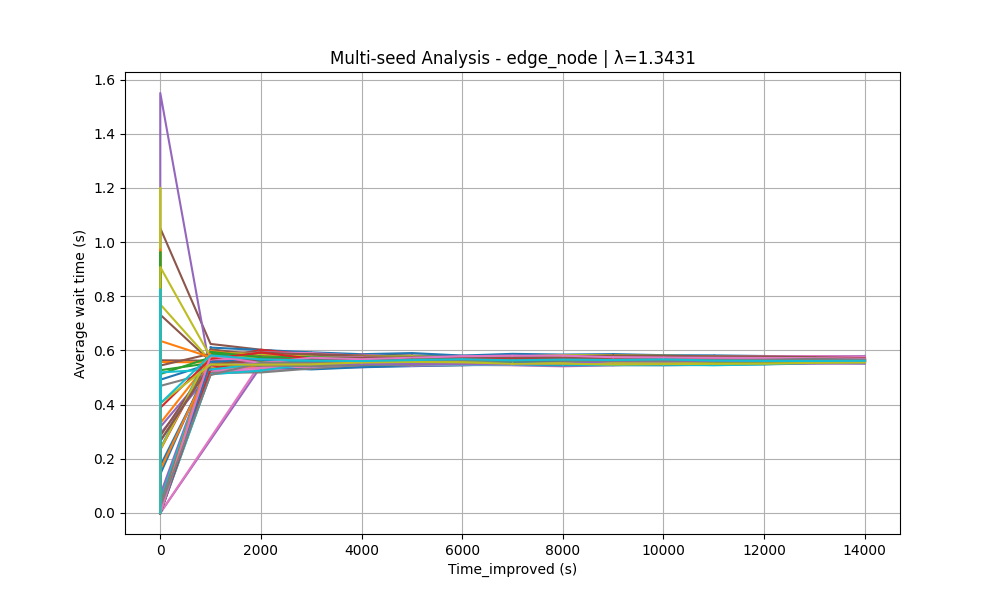 Multi-seed Analysis - edge_node | λ=1.3431
Average wait time (s)
1.6
1.4
1.2
1.0
0.8
0.6
0.4
0.2
0.0
0 2000 4000 6000 8000 10000 12000 14000
Time_improved (s)